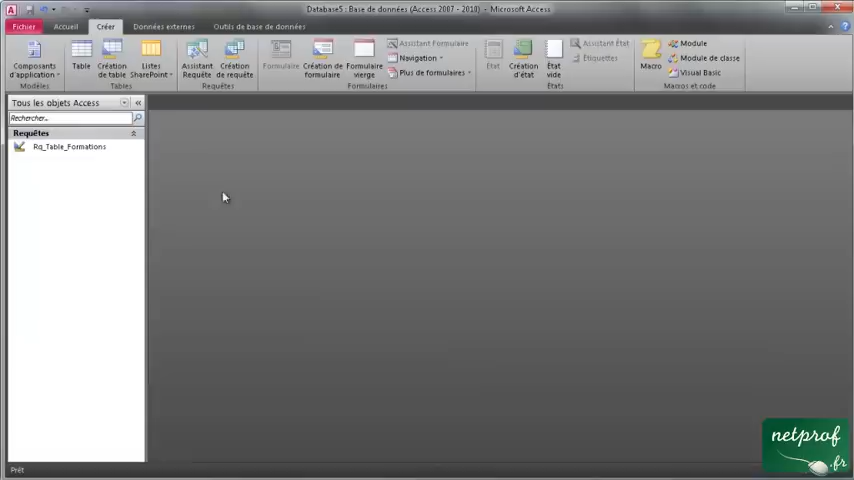 Database5 : Base de données (Access 2007 - 2010) - Microsoft Access
Fichier Accueil Créer Données externes Outils de base de données
Composants d'application
Modèles
Table
Création de table
Listes SharePoint
Tables
Assistant Requête
Création de requête
Requêtes
Formulaire
Création de formulaire
Formulaire vierge
Assistant Formulaire
Navigation
Plus de formulaires
Formulaires
État
Création d'état
État vide
Assistant État
Étiquettes
États
Macro
Module
Module de classe
Visual Basic
Macros et code
Tous les objets Access
Rechercher...
Requêtes
Rq_Table_Formations
Prêt
netprof
.fr